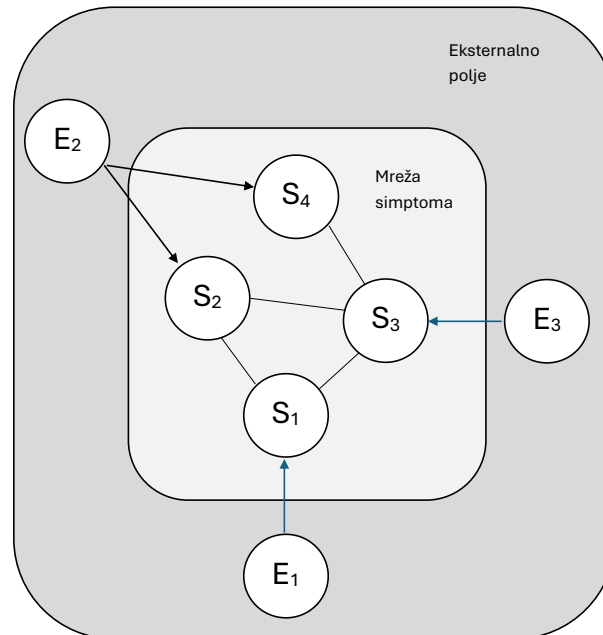 Eksternalno
polje
E₂
Mreža
simptoma
S₄
S₂
S₃
E₃
S₁
E₁